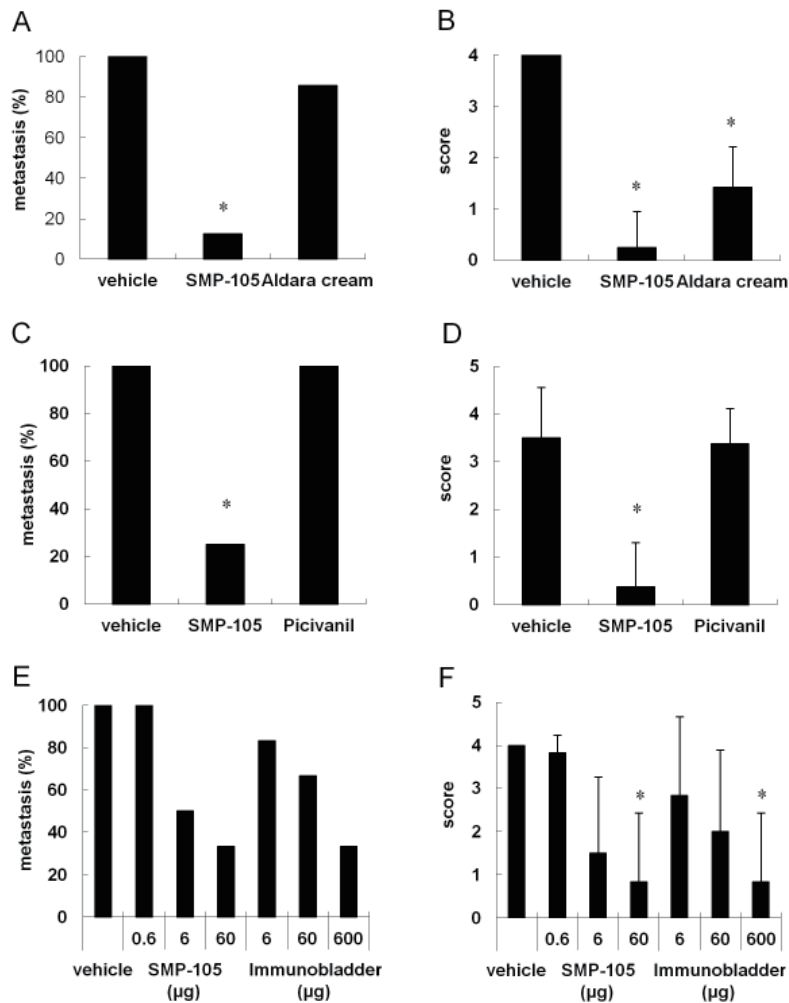 A
metastasis (%)
100
80
60
40
20
0
*
vehicle SMP-105 Aldara cream
B
score
4
3
2
1
0
* *
vehicle SMP-105 Aldara cream
C
metastasis (%)
100
80
60
40
20
0
*
vehicle SMP-105 Picivanil
D
score
5
4
3
2
1
0
*
vehicle SMP-105 Picivanil
E
metastasis (%)
100
80
60
40
20
0
0.6 6 60 6 60 600
vehicle SMP-105 Immunobladder
(µg) (µg)
F
score
5
4
3
2
1
0
* *
0.6 6 60 6 60 600
vehicle SMP-105 Immunobladder
(µg) (µg)